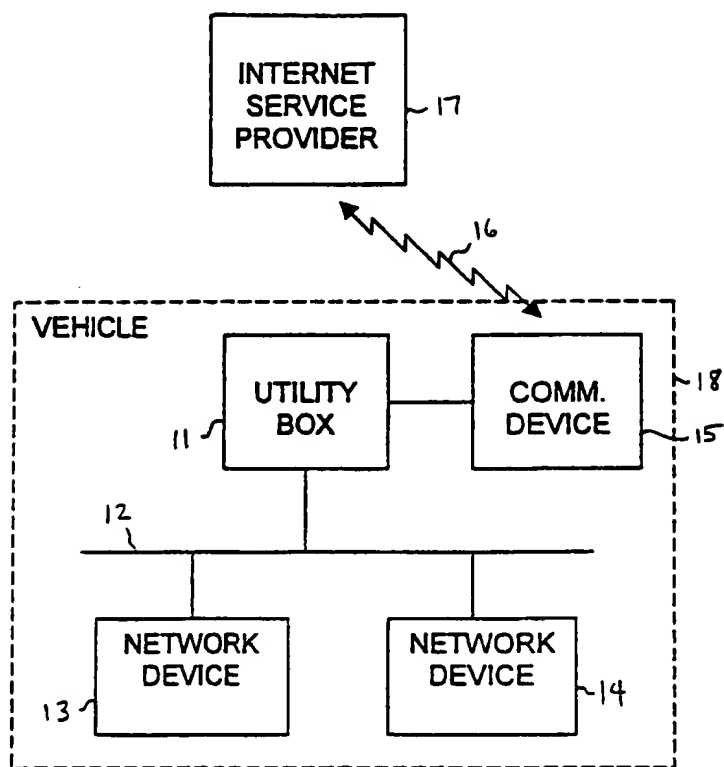 INTERNET
SERVICE
PROVIDER
17
16
VEHICLE
18
UTILITY
BOX
11
COMM.
DEVICE
15
12
NETWORK
DEVICE
13
NETWORK
DEVICE
14